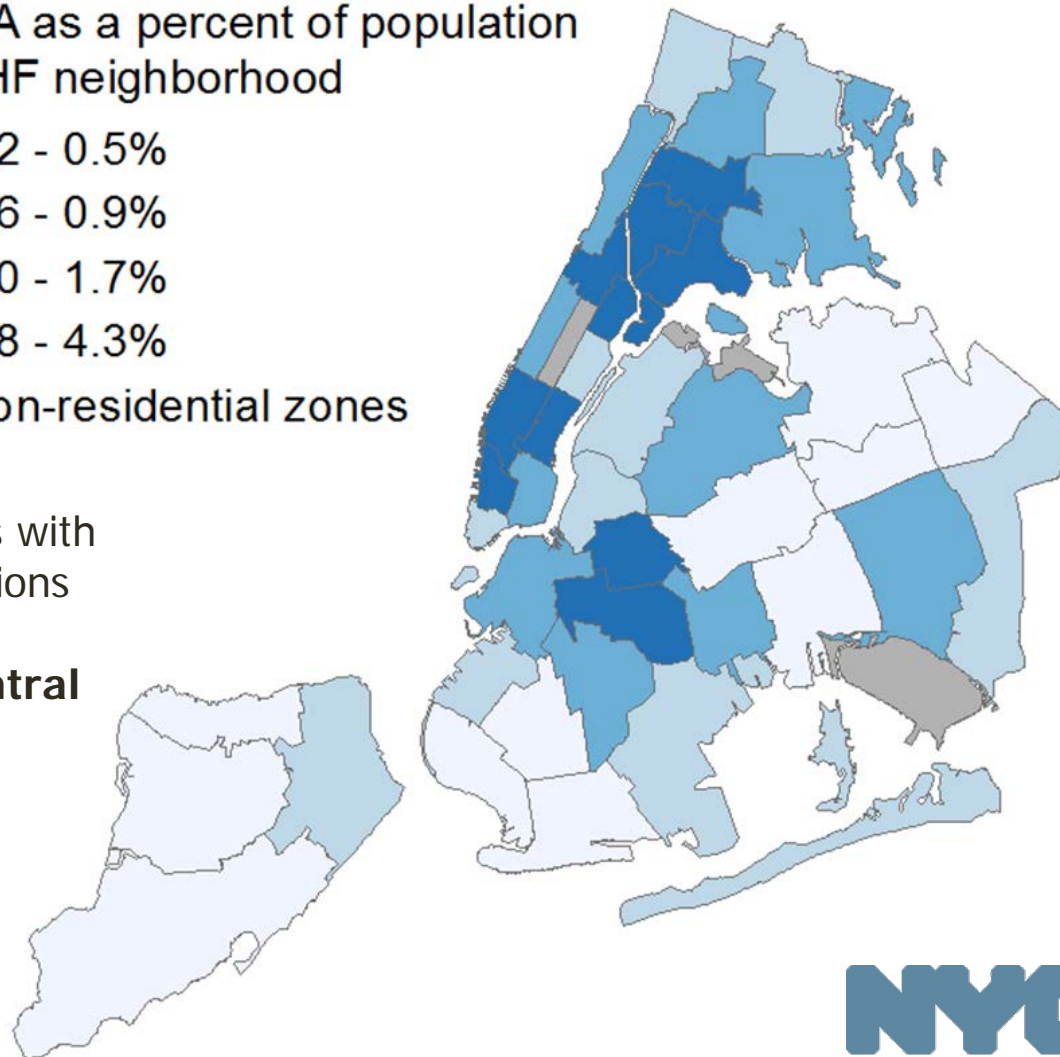 A as a percent of population
HF neighborhood
2 - 0.5%
6 - 0.9%
0 - 1.7%
8 - 4.3%
on-residential zones
s with
ions
ntral
NYC